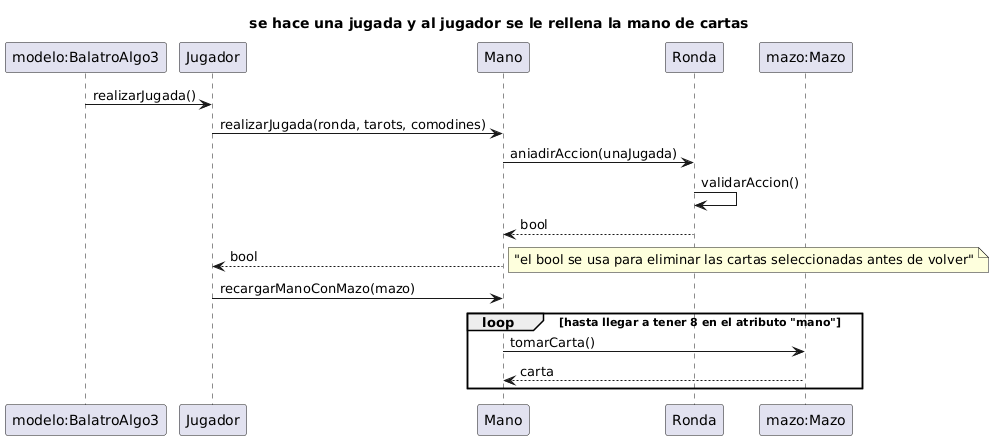 se hace una jugada y al jugador se le rellena la mano de cartas
modelo:BalatroAlgo3 Jugador Mano Ronda mazo:Mazo
realizarJugada()
realizarJugada(ronda, tarots, comodines)
aniadirAccion(unaJugada)
validarAccion()
bool
bool
"el bool se usa para eliminar las cartas seleccionadas antes de volver"
recargarManoConMazo(mazo)
loop [hasta llegar a tener 8 en el atributo "mano"]
tomarCarta()
carta
modelo:BalatroAlgo3 Jugador Mano Ronda mazo:Mazo